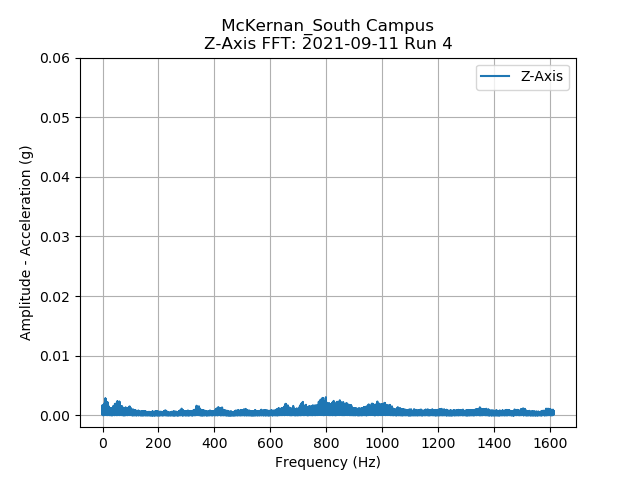 McKernan_South Campus
Z-Axis FFT: 2021-09-11 Run 4
Z-Axis
Amplitude - Acceleration (g)
0.06
0.05
0.04
0.03
0.02
0.01
0.00
0 200 400 600 800 1000 1200 1400 1600
Frequency (Hz)